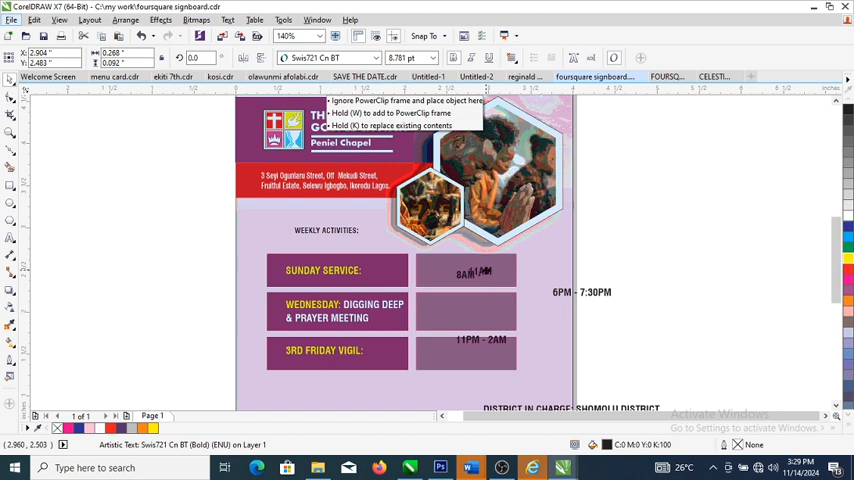 CorelDRAW X7 (64-Bit) - C:\my work\foursquare signboard.cdr
File Edit View Layout Arrange Effects Bitmaps Text Table Tools Window Help
140% Snap To
X: 2.904 " 0.268 " 0.0 Swis721 Cn BT 8.781 pt
Y: 2.483 " 0.092 "
Welcome Screen menu card.cdr ekiti 7th.cdr kosi.cdr olawunmi afolabi.cdr SAVE THE DATE.cdr Untitled-1 Untitled-2 reginald ... foursquare signboard.... FOURSQ... CELESTI...
• Ignore PowerClip frame and place object here
• Hold (W) to add to PowerClip frame
• Hold (K) to replace existing contents
TH
GO
Peniel Chapel
3 Seyi Oguntaru Street, Off Mekudi Street,
Fruitful Estate, Selewu Igbogbo, Ikorodu Lagos.
WEEKLY ACTIVITIES:
SUNDAY SERVICE:
8AM
11AM
6PM - 7:30PM
WEDNESDAY: DIGGING DEEP
& PRAYER MEETING
11PM - 2AM
3RD FRIDAY VIGIL:
DISTRICT IN CHARGE: SHOMOLU DISTRICT
Activate Windows
Go to Settings to activate Windows.
1 of 1 Page 1
(2.960, 2.503) Artistic Text: Swis721 Cn BT (Bold) (ENU) on Layer 1 C:0 M:0 Y:0 K:100 None
Type here to search
26°C
3:29 PM
11/14/2024